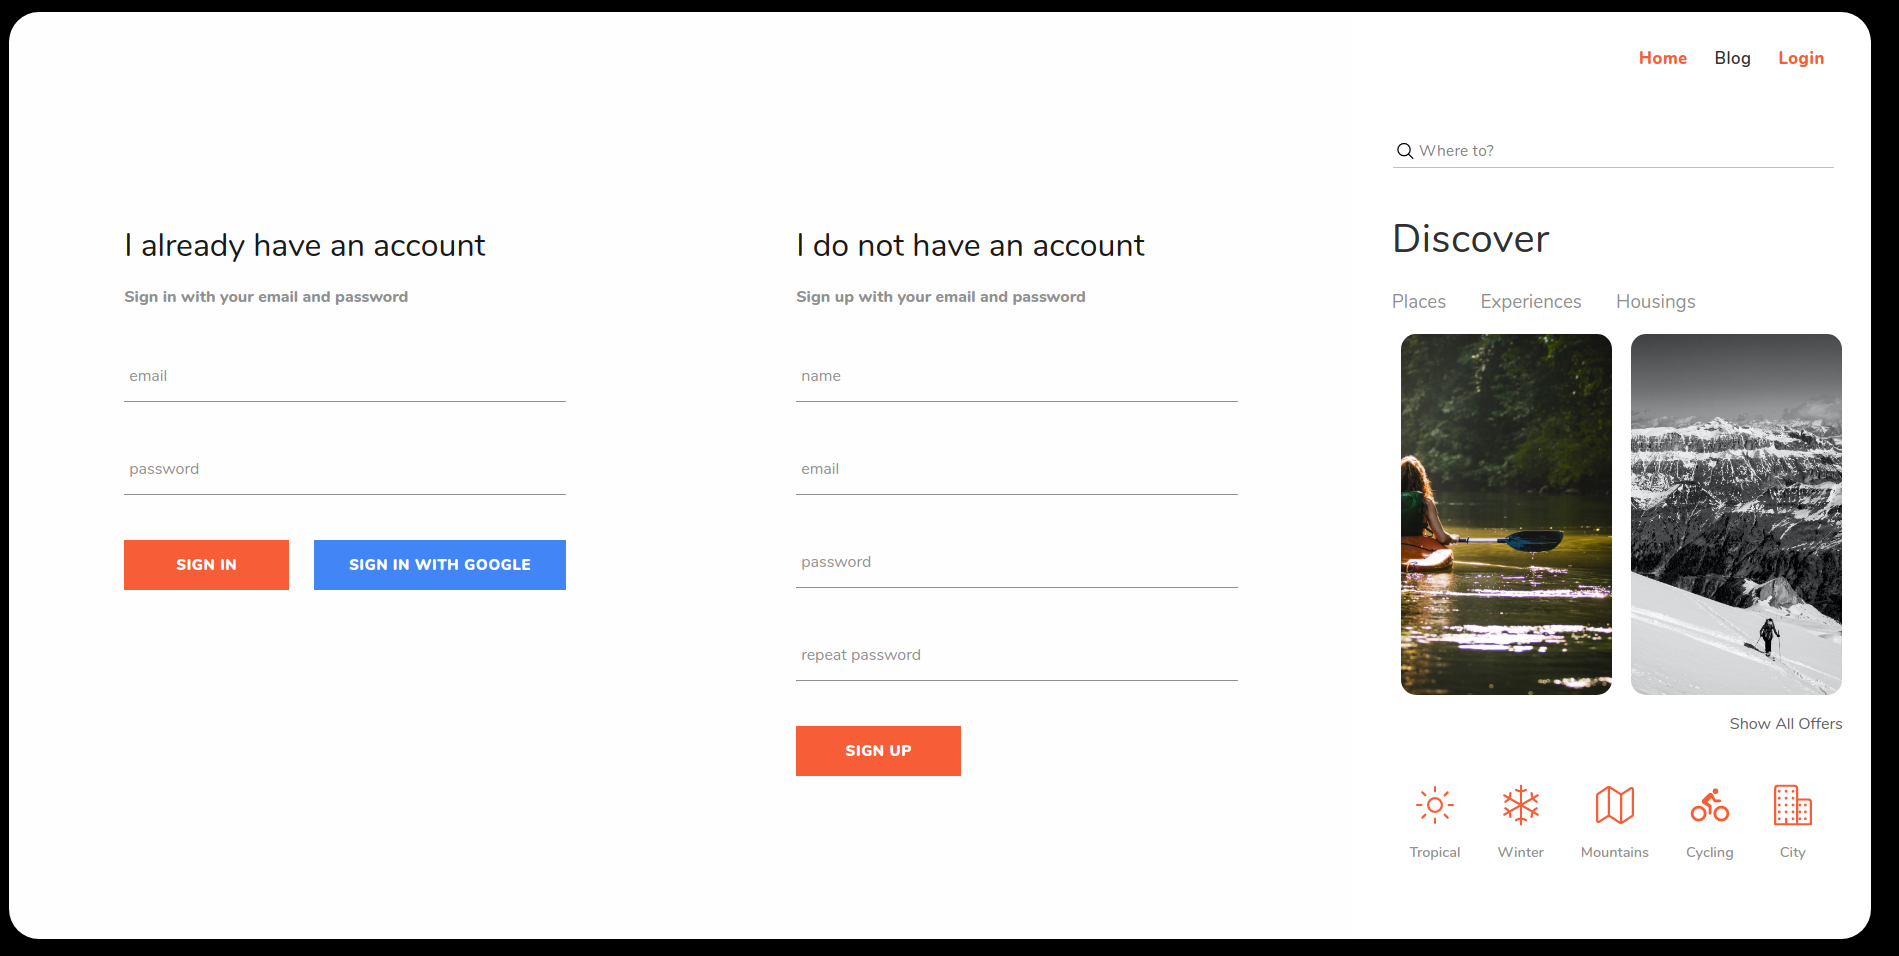 Home Blog Login
Where to?
I already have an account
Sign in with your email and password
email
password
SIGN IN SIGN IN WITH GOOGLE
I do not have an account
Sign up with your email and password
name
email
password
repeat password
SIGN UP
Discover
Places Experiences Housings
Show All Offers
Tropical Winter Mountains Cycling City